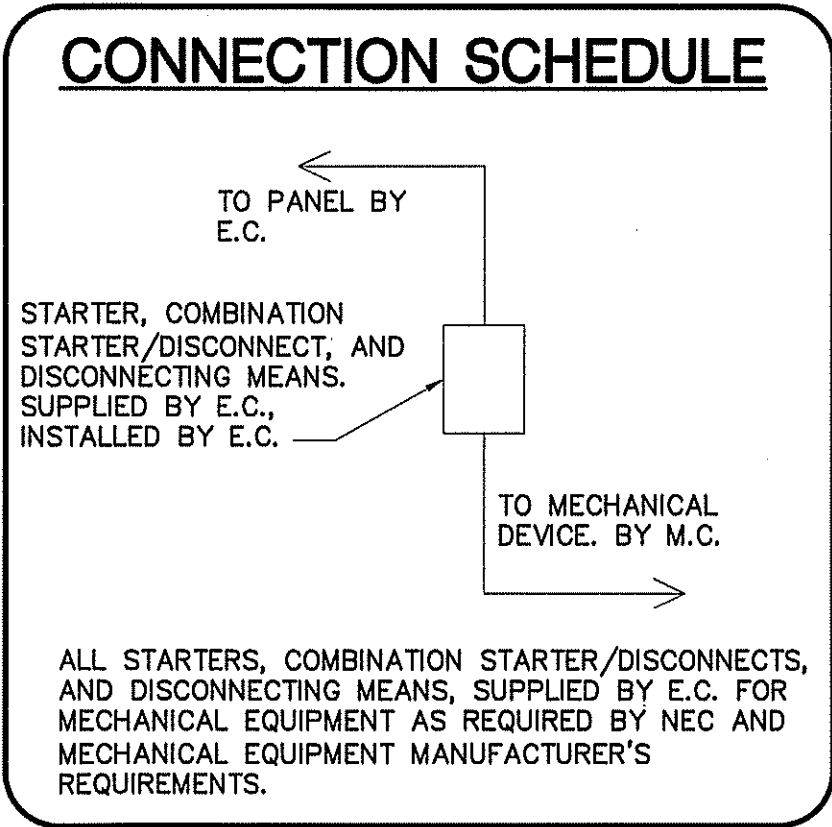 CONNECTION SCHEDULE
TO PANEL BY
E.C.
STARTER, COMBINATION
STARTER/DISCONNECT, AND
DISCONNECTING MEANS.
SUPPLIED BY E.C.,
INSTALLED BY E.C.
TO MECHANICAL
DEVICE. BY M.C.
ALL STARTERS, COMBINATION STARTER/DISCONNECTS,
AND DISCONNECTING MEANS, SUPPLIED BY E.C. FOR
MECHANICAL EQUIPMENT AS REQUIRED BY NEC AND
MECHANICAL EQUIPMENT MANUFACTURER'S
REQUIREMENTS.